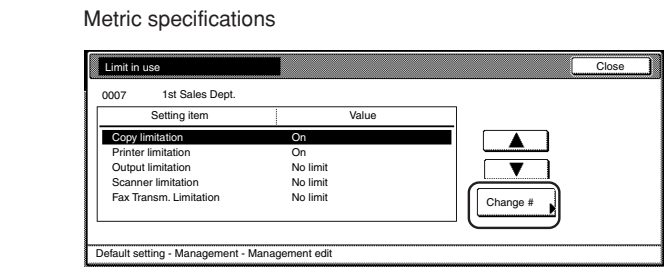 Metric specifications
Limit in use
Close
0007 1st Sales Dept.
Setting item Value
Copy limitation On
Printer limitation On
Output limitation No limit
Scanner limitation No limit
Fax Transm. Limitation No limit
Change #
Default setting - Management - Management edit